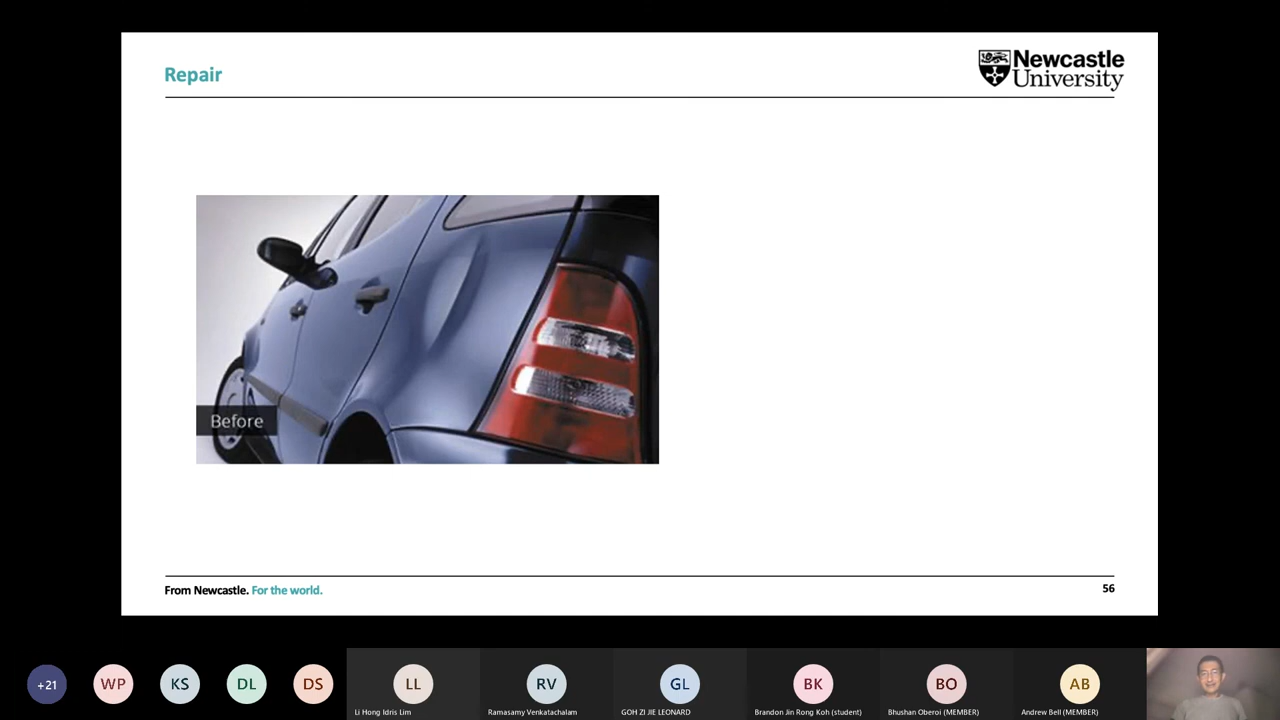 Repair
Newcastle
University
Before
From Newcastle. For the world.
56
+21
WP
KS
DL
DS
LL
RV
GL
BK
BO
AB
Li Hong Idris Lim
Ramasamy Venkatachalam
GOH ZI JIE LEONARD
Brandon Jin Rong Koh (student)
Bhushan Oberoi (MEMBER)
Andrew Bell (MEMBER)